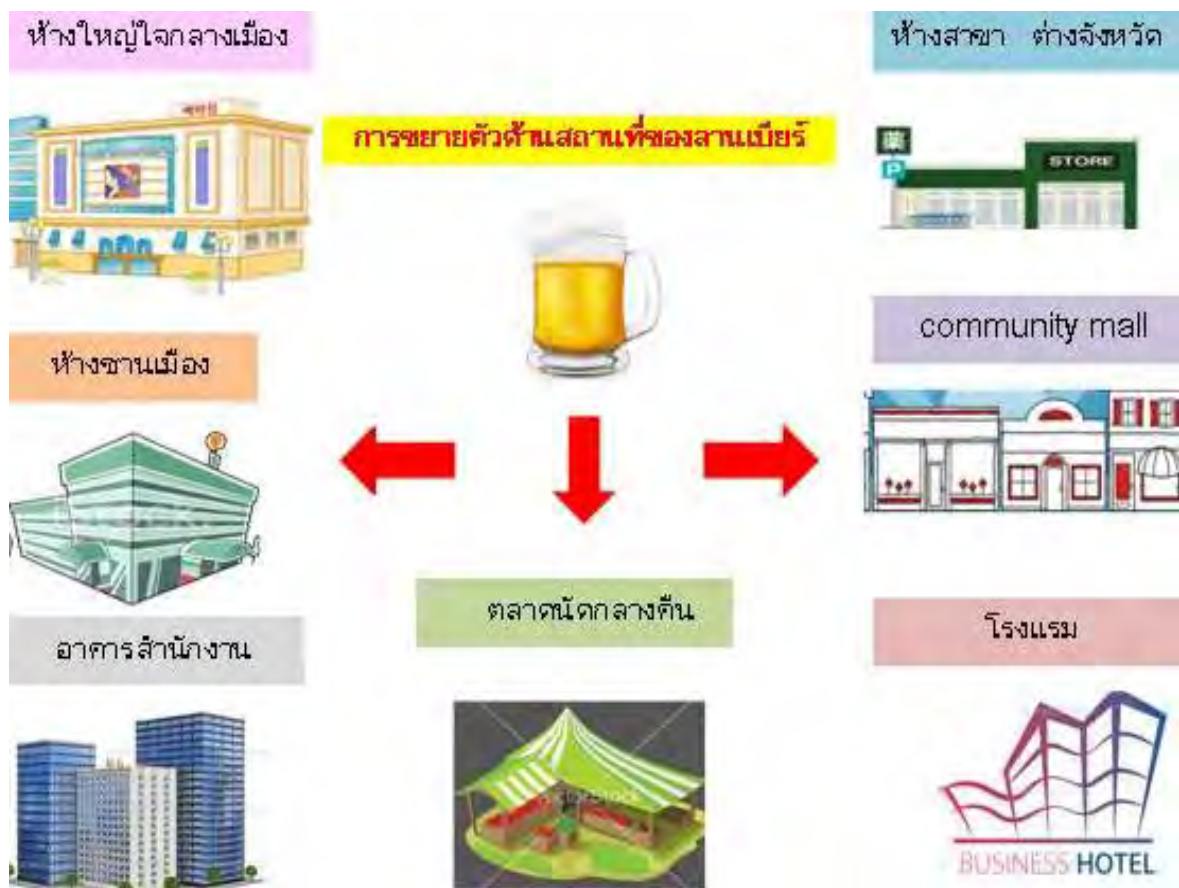 ห้างใหญ่ใจกลางเมือง
ห้างสาขา ต่างจังหวัด
การขยายตัวด้านสถานที่ของลานเบียร์
P
STORE
community mall
ห้างชานเมือง
ตลาดนัดกลางคืน
โรงแรม
อาคารสำนักงาน
BUSINESS HOTEL